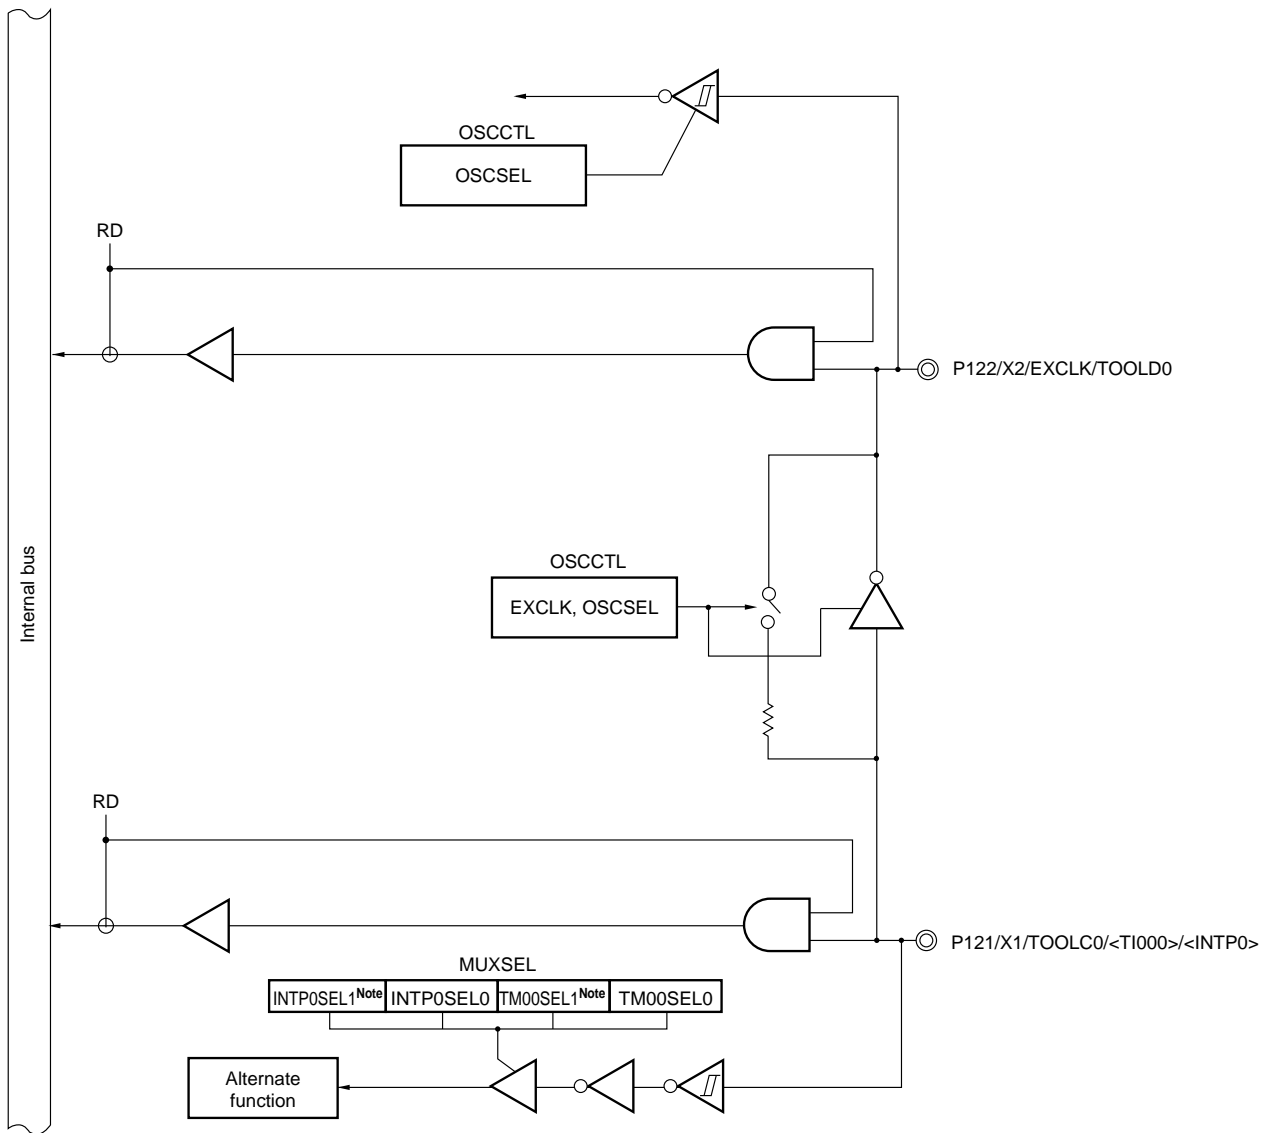 OSCCTL
OSCSEL
RD
P122/X2/EXCLK/TOOLD0
OSCCTL
EXCLK, OSCSEL
Internal bus
RD
P121/X1/TOOLC0/<TI000>/<INTP0>
MUXSEL
INTP0SEL1Note INTP0SEL0 TM00SEL1Note TM00SEL0
Alternate
function